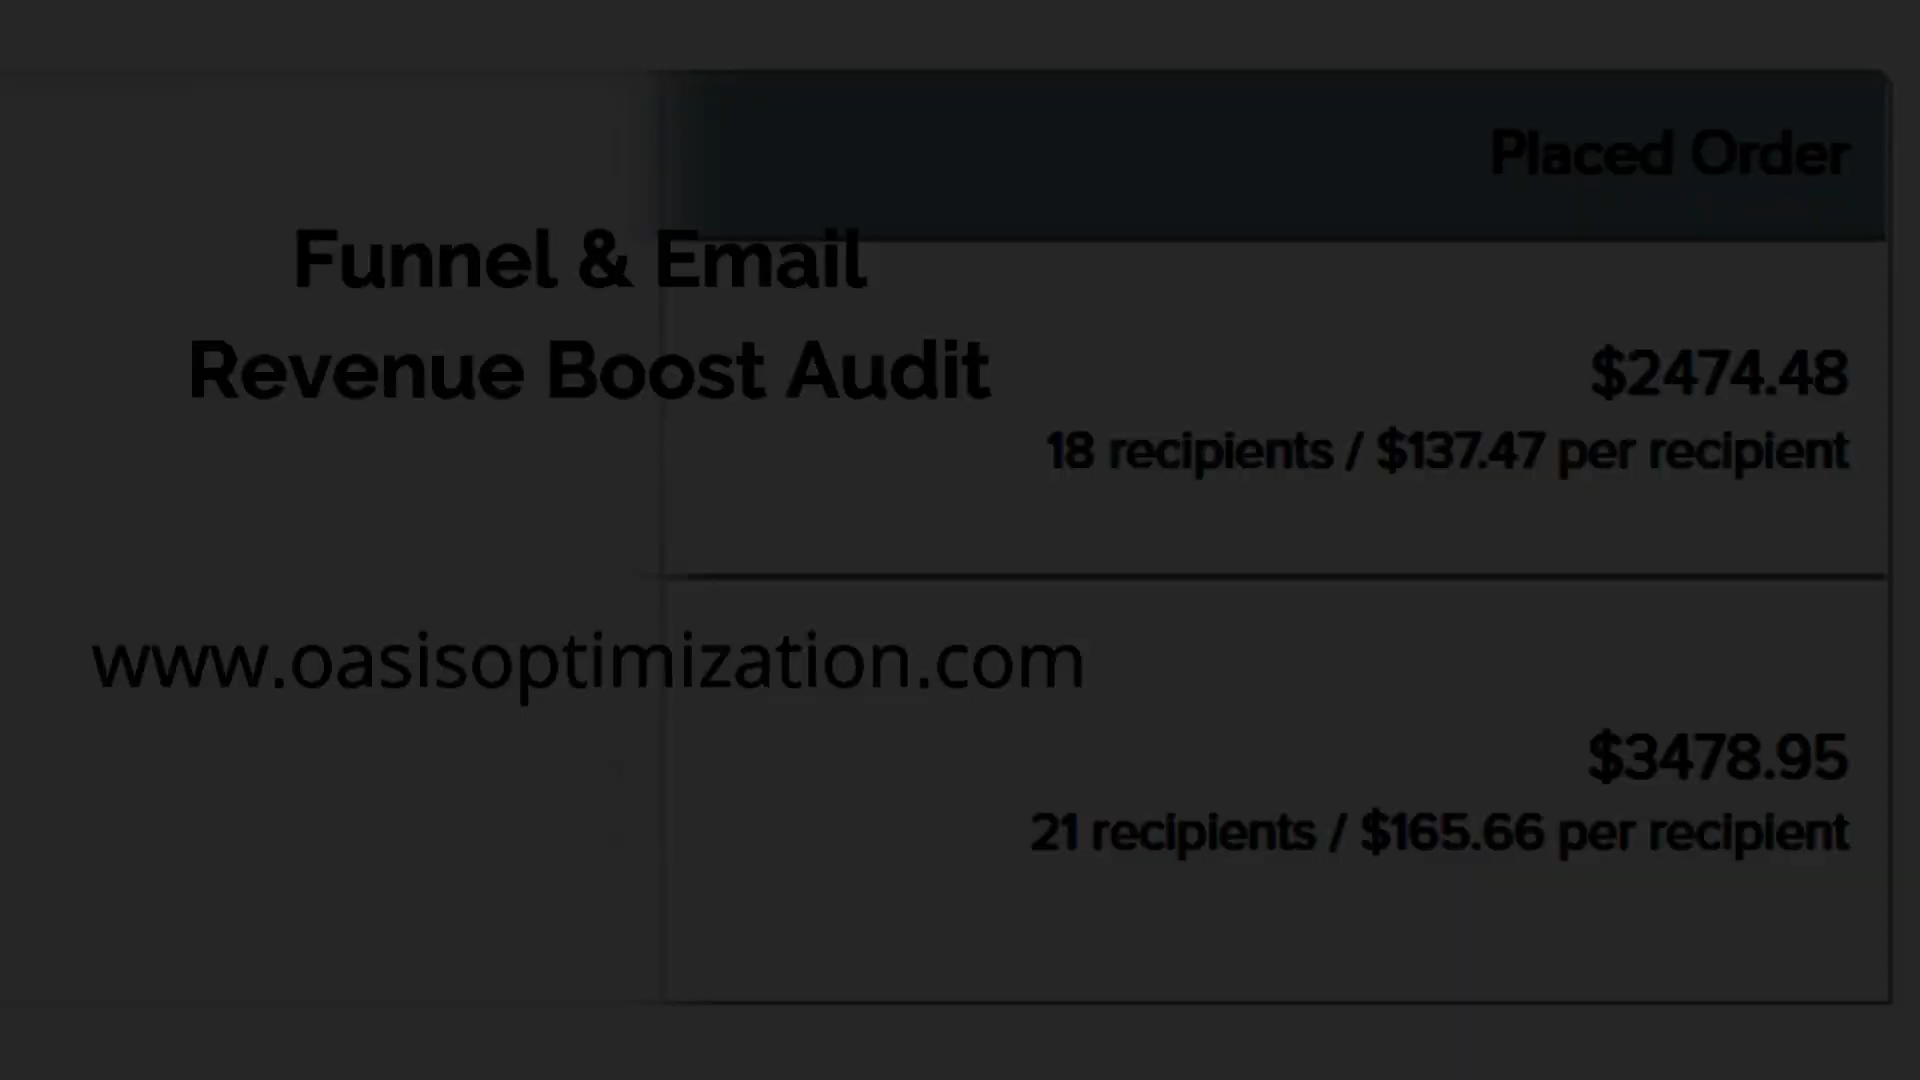 Placed Order
Funnel & Email
Revenue Boost Audit
$2474.48
18 recipients / $137.47 per recipient
www.oasisoptimization.com
$3478.95
21 recipients / $165.66 per recipient